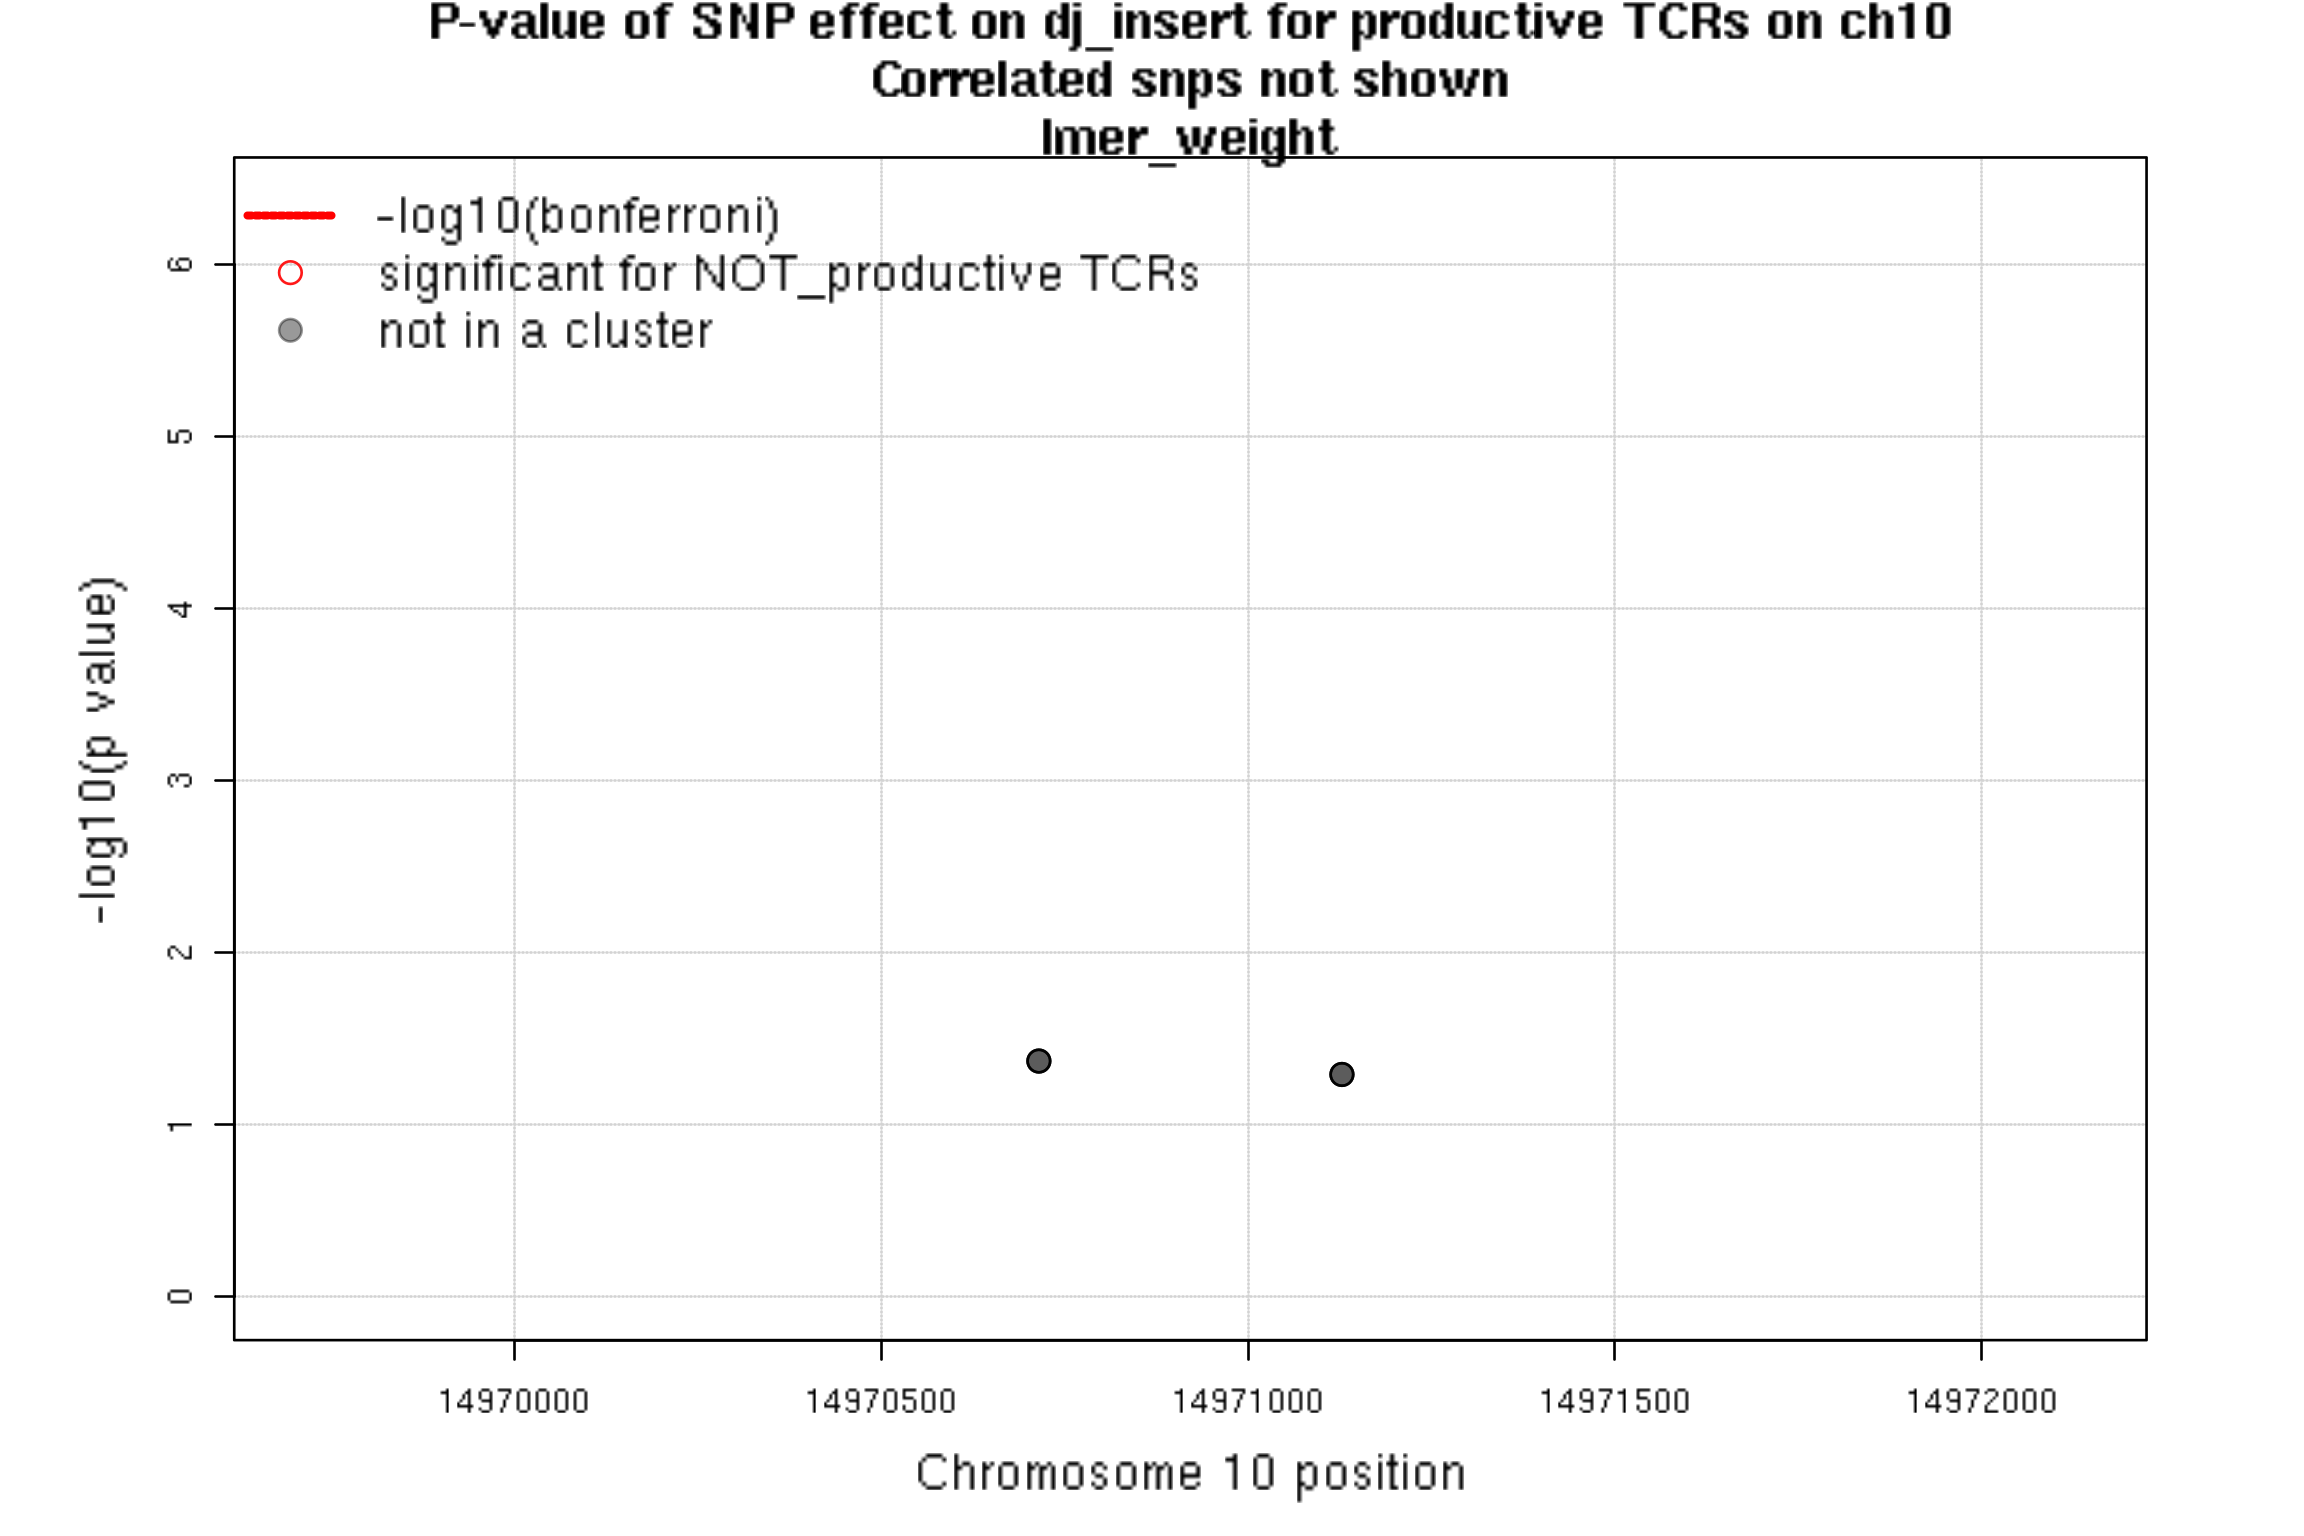 P-value of SNP effect on dj_insert for productive TCRs on ch10
Correlated snps not shown
lmer_weight
-log10(bonferroni)
significant for NOT_productive TCRs
not in a cluster
-log10(p value)
6
5
4
3
2
1
0
14970000 14970500 14971000 14971500 14972000
Chromosome 10 position